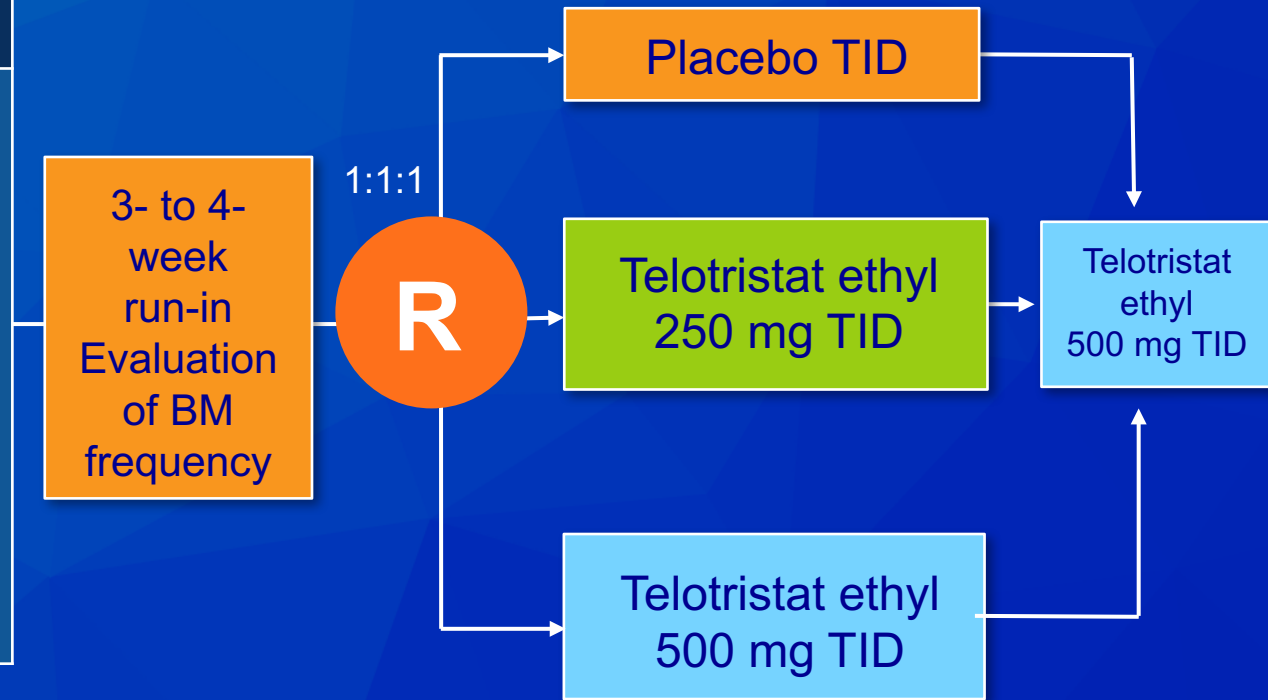 3- to 4-
week
run-in
Evaluation
of BM
frequency
1:1:1
R
Placebo TID
Telotristat ethyl
250 mg TID
Telotristat ethyl
500 mg TID
Telotristat
ethyl
500 mg TID